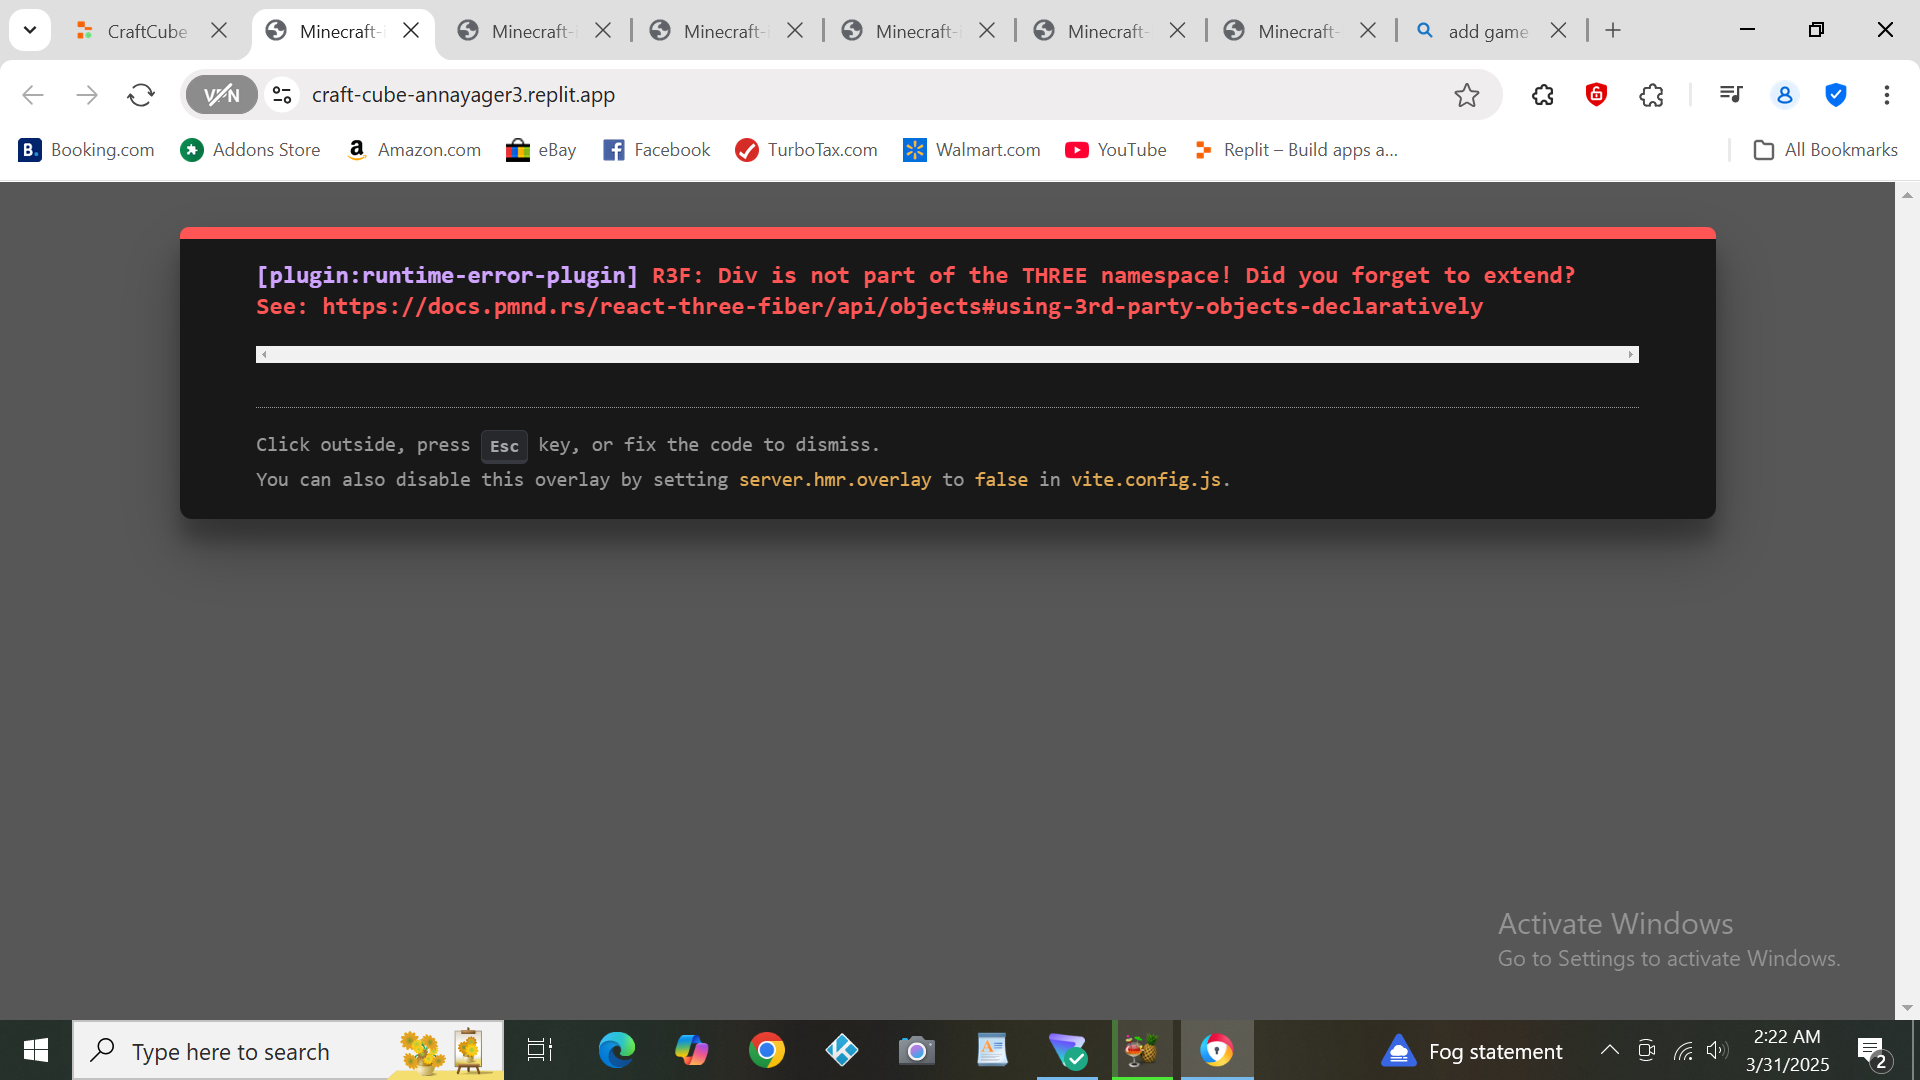 CraftCube
Minecraft-i
Minecraft-i
Minecraft-i
Minecraft-i
Minecraft-
Minecraft-
add game
VPN
craft-cube-annayager3.replit.app
B.
Booking.com
Addons Store
Amazon.com
eBay
Facebook
TurboTax.com
Walmart.com
YouTube
Replit – Build apps a...
All Bookmarks
[plugin:runtime-error-plugin] R3F: Div is not part of the THREE namespace! Did you forget to extend?
See: https://docs.pmnd.rs/react-three-fiber/api/objects#using-3rd-party-objects-declaratively
Click outside, press Esc key, or fix the code to dismiss.
You can also disable this overlay by setting server.hmr.overlay to false in vite.config.js.
Activate Windows
Go to Settings to activate Windows.
Type here to search
Fog statement
2:22 AM
3/31/2025
2